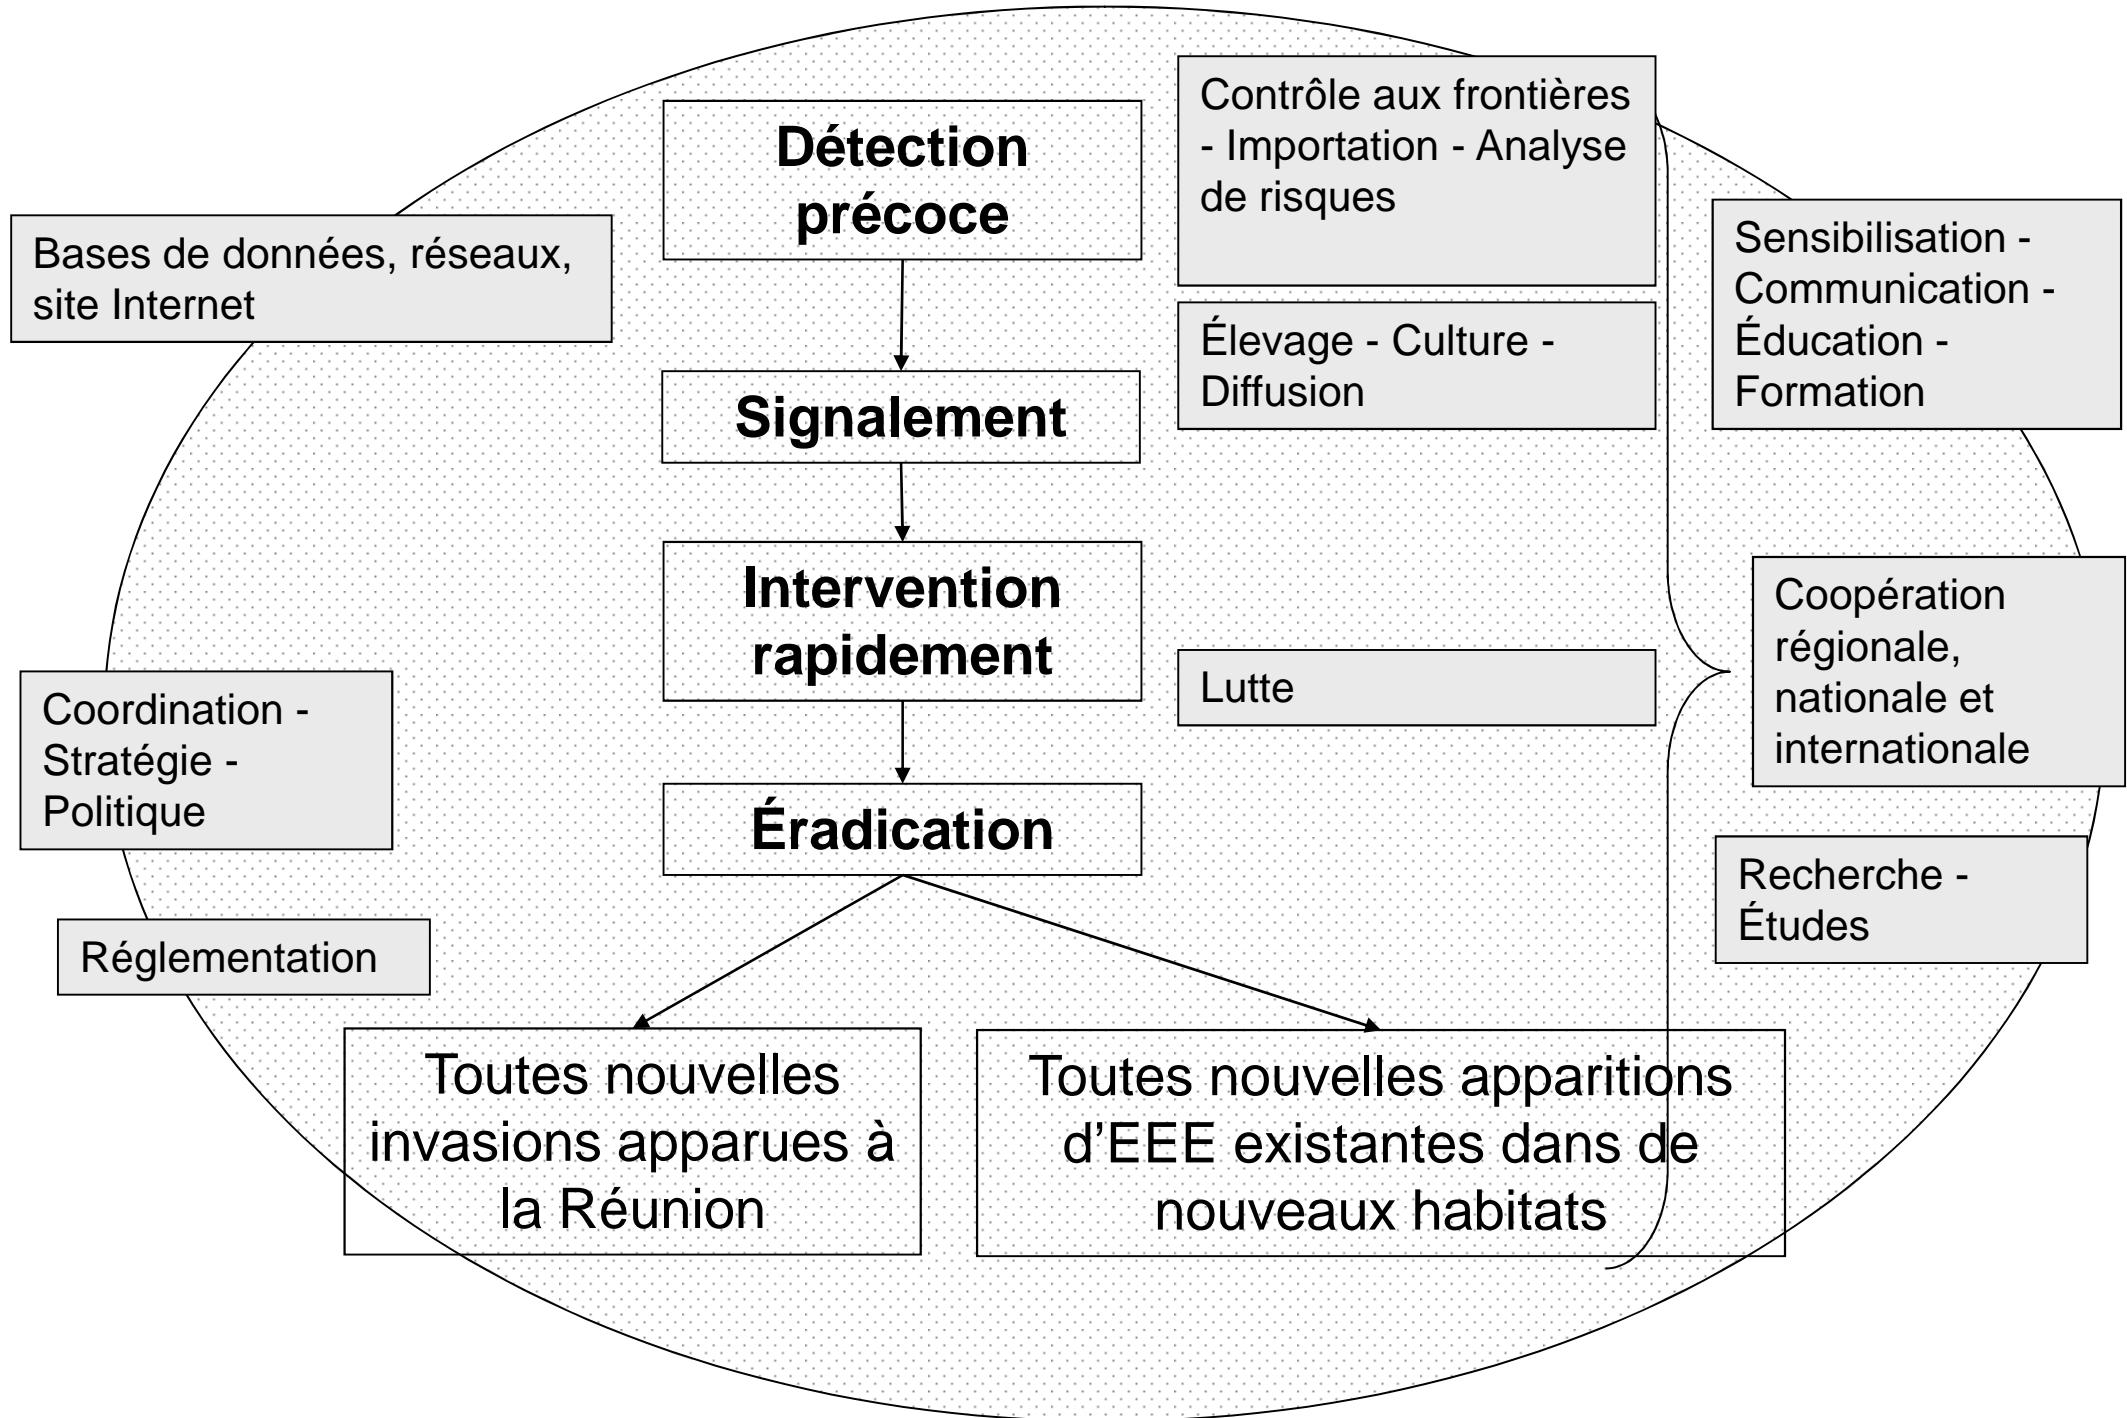 Détection
précoce
Contrôle aux frontières
- Importation - Analyse
de risques
Bases de données, réseaux,
site Internet
Sensibilisation -
Communication -
Éducation -
Formation
Élevage - Culture -
Diffusion
Signalement
Intervention
rapidement
Coopération
régionale,
nationale et
internationale
Lutte
Coordination -
Stratégie -
Politique
Éradication
Recherche -
Études
Réglementation
Toutes nouvelles
invasions apparues à
la Réunion
Toutes nouvelles apparitions
d’EEE existantes dans de
nouveaux habitats